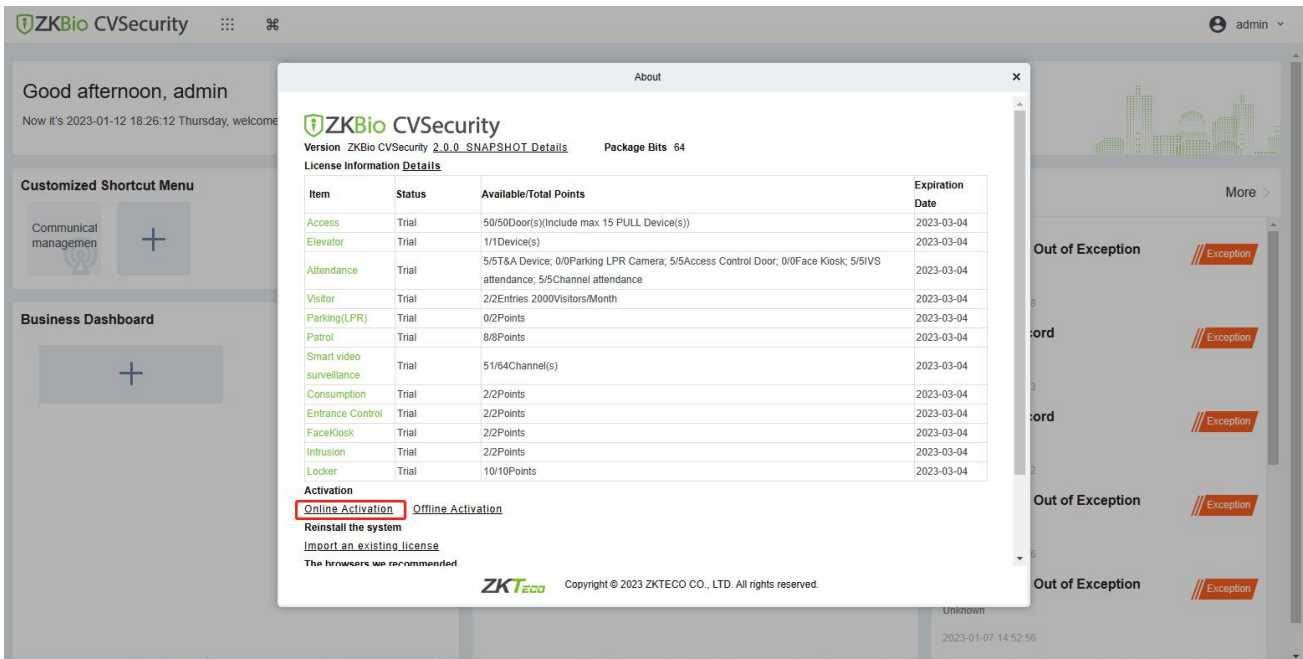 ZKBio CVSecurity
admin
Good afternoon, admin
Now it's 2023-01-12 18:26:12 Thursday, welcome
Customized Shortcut Menu
Communicat
managemen
Business Dashboard
About
ZKBio CVSecurity
Version ZKBio CVSecurity 2.0.0_SNAPSHOT Details Package Bits 64
License Information Details
Item Status Available/Total Points Expiration Date
Access Trial 50/50Door(s)(Include max 15 PULL Device(s)) 2023-03-04
Elevator Trial 1/1Device(s) 2023-03-04
Attendance Trial 5/5T&A Device; 0/0Parking LPR Camera; 5/5Access Control Door; 0/0Face Kiosk; 5/5IVS
attendance; 5/5Channel attendance 2023-03-04
Visitor Trial 2/2Entries 2000Visitors/Month 2023-03-04
Parking(LPR) Trial 0/2Points 2023-03-04
Patrol Trial 8/8Points 2023-03-04
Smart video
surveillance Trial 51/64Channel(s) 2023-03-04
Consumption Trial 2/2Points 2023-03-04
Entrance Control Trial 2/2Points 2023-03-04
FaceKiosk Trial 2/2Points 2023-03-04
Intrusion Trial 2/2Points 2023-03-04
Locker Trial 10/10Points 2023-03-04
Activation
Online Activation Offline Activation
Reinstall the system
Import an existing license
The browsers we recommended
ZKTeco Copyright © 2023 ZKTECO CO., LTD. All rights reserved.
More
Out of Exception
Exception
8
cord
Exception
3
cord
Exception
2
Out of Exception
Exception
6
Out of Exception
Exception
Unknown
2023-01-07 14:52:56